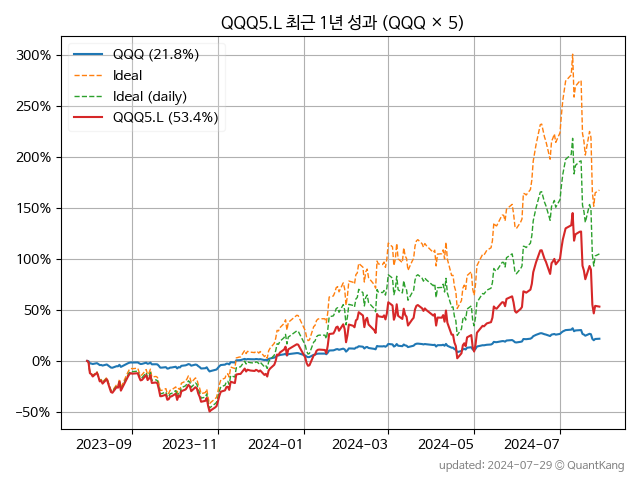 QQQ5.L 최근 1년 성과 (QQQ × 5)
QQQ (21.8%)
Ideal
Ideal (daily)
QQQ5.L (53.4%)
300%
250%
200%
150%
100%
50%
0%
−50%
2023−09
2023−11
2024−01
2024−03
2024−05
2024−07
updated: 2024−07−29 © QuantKang